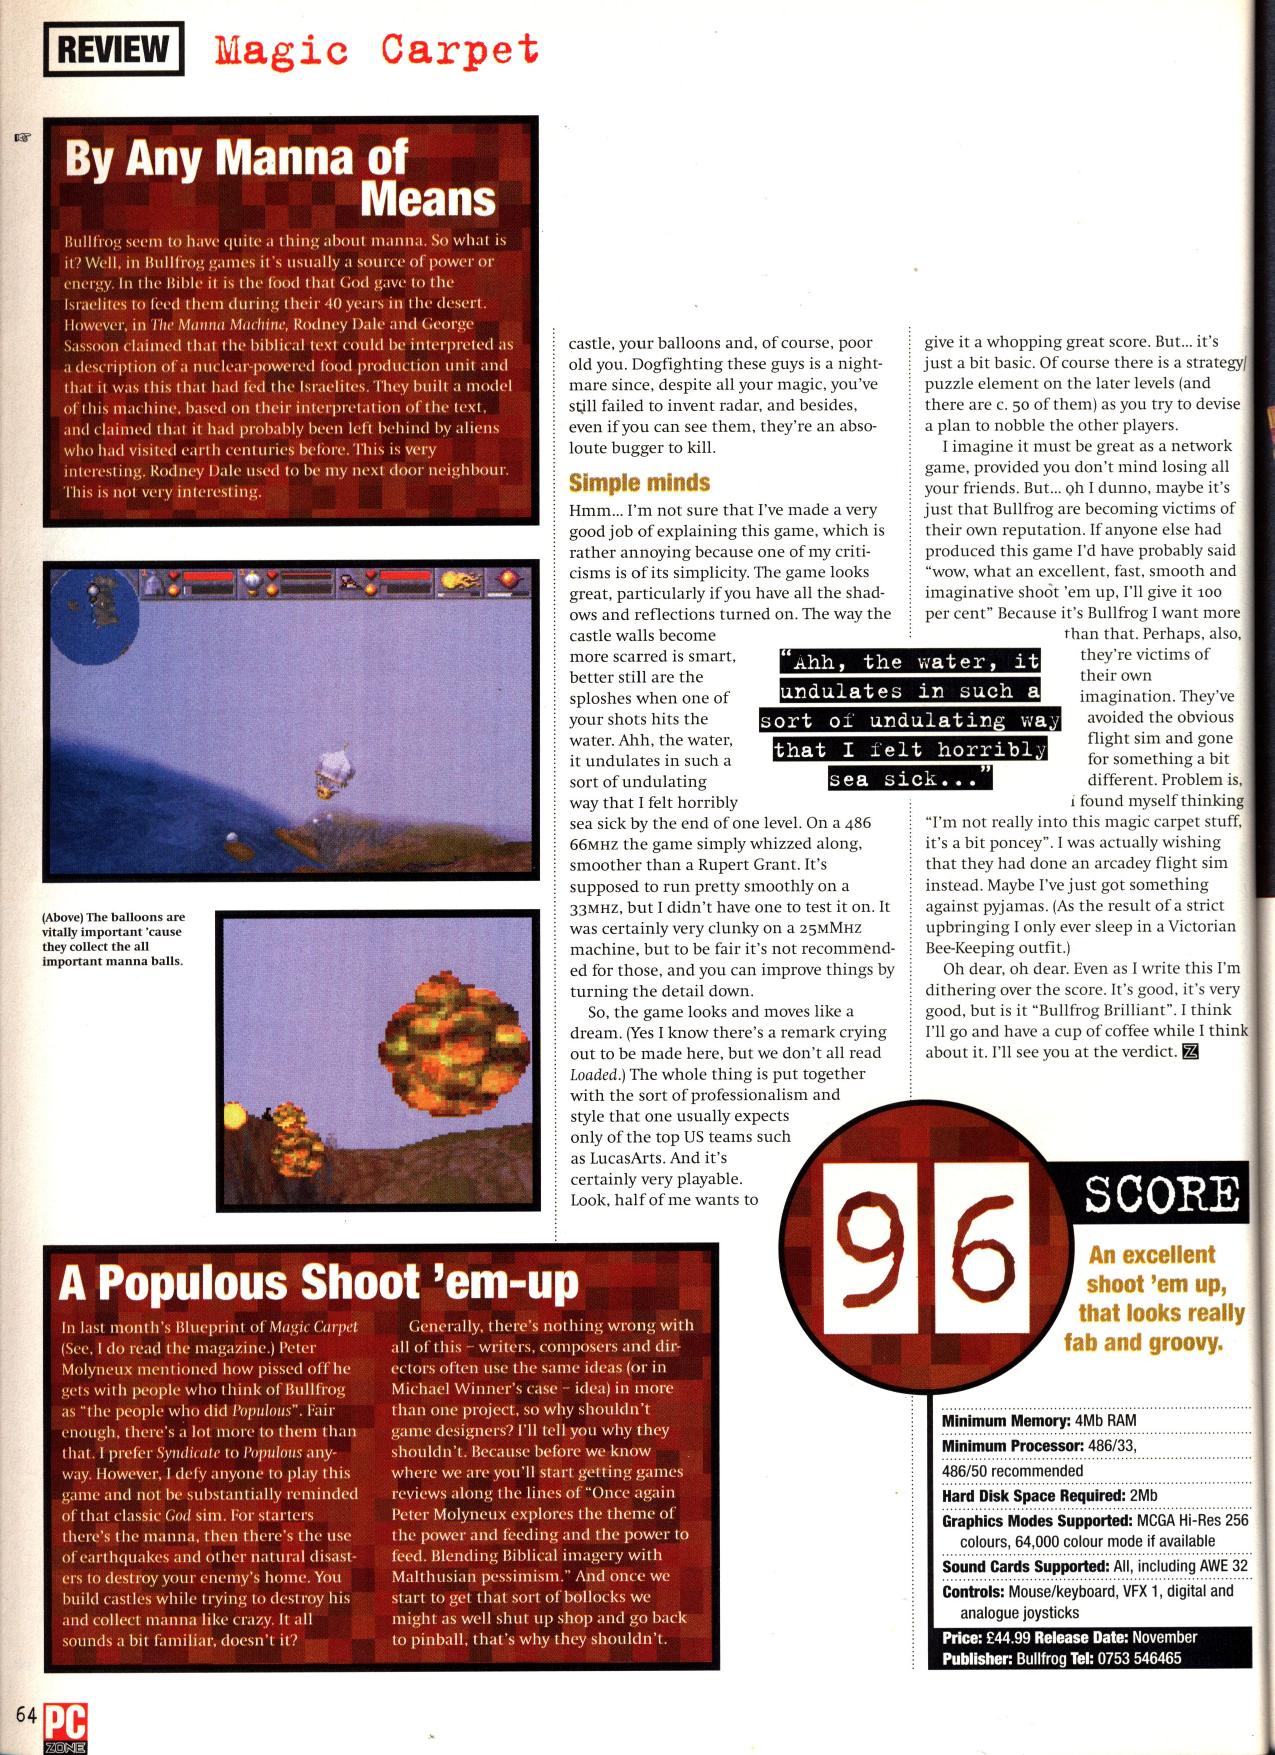 REVIEW Magic Carpet
By Any Manna of
Means
Bullfrog seem to have quite a thing about manna. So what is
it? Well, in Bullfrog games it's usually a source of power or
energy. In the Bible it is the food that God gave to the
Israelites to feed them during their 40 years in the desert.
However, in The Manna Machine, Rodney Dale and George
Sassoon claimed that the biblical text could be interpreted as
a description of a nuclear-powered food production unit and
that it was this that had fed the Israelites. They built a model
of this machine, based on their interpretation of the text,
and claimed that it had probably been left behind by aliens
who had visited earth centuries before. This is very
interesting. Rodney Dale used to be my next door neighbour.
This is not very interesting.
(Above) The balloons are
vitally important 'cause
they collect the all
important manna balls.
castle, your balloons and, of course, poor
old you. Dogfighting these guys is a night-
mare since, despite all your magic, you've
still failed to invent radar, and besides,
even if you can see them, they're an abso-
loute bugger to kill.
Simple minds
Hmm... I'm not sure that I've made a very
good job of explaining this game, which is
rather annoying because one of my criti-
cisms is of its simplicity. The game looks
great, particularly if you have all the shad-
ows and reflections turned on. The way the
castle walls become
more scarred is smart,
better still are the
sploshes when one of
your shots hits the
water. Ahh, the water,
it undulates in such a
sort of undulating
way that I felt horribly
sea sick by the end of one level. On a 486
66MHZ the game simply whizzed along,
smoother than a Rupert Grant. It's
supposed to run pretty smoothly on a
33MHZ, but I didn't have one to test it on. It
was certainly very clunky on a 25MMHZ
machine, but to be fair it's not recommend-
ed for those, and you can improve things by
turning the detail down.
So, the game looks and moves like a
dream. (Yes I know there's a remark crying
out to be made here, but we don't all read
Loaded.) The whole thing is put together
with the sort of professionalism and
style that one usually expects
only of the top US teams such
as LucasArts. And it's
certainly very playable.
Look, half of me wants to
"Ahh, the water, it
undulates in such a
sort of undulating way
that I felt horribly
sea sick..."
give it a whopping great score. But... it's
just a bit basic. Of course there is a strategy/
puzzle element on the later levels (and
there are c. 50 of them) as you try to devise
a plan to nobble the other players.
I imagine it must be great as a network
game, provided you don't mind losing all
your friends. But... oh I dunno, maybe it's
just that Bullfrog are becoming victims of
their own reputation. If anyone else had
produced this game I'd have probably said
"wow, what an excellent, fast, smooth and
imaginative shoot 'em up, I'll give it 100
per cent" Because it's Bullfrog I want more
than that. Perhaps, also,
they're victims of
their own
imagination. They've
avoided the obvious
flight sim and gone
for something a bit
different. Problem is,
i found myself thinking
"I'm not really into this magic carpet stuff,
it's a bit poncey". I was actually wishing
that they had done an arcadey flight sim
instead. Maybe I've just got something
against pyjamas. (As the result of a strict
upbringing I only ever sleep in a Victorian
Bee-Keeping outfit.)
Oh dear, oh dear. Even as I write this I'm
dithering over the score. It's good, it's very
good, but is it "Bullfrog Brilliant". I think
I'll go and have a cup of coffee while I think
about it. I'll see you at the verdict. Z
A Populous Shoot 'em-up
In last month's Blueprint of Magic Carpet
(See, I do read the magazine.) Peter
Molyneux mentioned how pissed off he
gets with people who think of Bullfrog
as "the people who did Populous". Fair
enough, there's a lot more to them than
that. I prefer Syndicate to Populous any-
way. However, I defy anyone to play this
game and not be substantially reminded
of that classic God sim. For starters
there's the manna, then there's the use
of earthquakes and other natural disast-
ers to destroy your enemy's home. You
build castles while trying to destroy his
and collect manna like crazy. It all
sounds a bit familiar, doesn't it?
Generally, there's nothing wrong with
all of this – writers, composers and dir-
ectors often use the same ideas (or in
Michael Winner's case – idea) in more
than one project, so why shouldn't
game designers? I'll tell you why they
shouldn't. Because before we know
where we are you'll start getting games
reviews along the lines of "Once again
Peter Molyneux explores the theme of
the power and feeding and the power to
feed. Blending Biblical imagery with
Malthusian pessimism." And once we
start to get that sort of bollocks we
might as well shut up shop and go back
to pinball, that's why they shouldn't.
96
SCORE
An excellent
shoot 'em up,
that looks really
fab and groovy.
Minimum Memory: 4Mb RAM
Minimum Processor: 486/33,
486/50 recommended
Hard Disk Space Required: 2Mb
Graphics Modes Supported: MCGA Hi-Res 256
colours, 64,000 colour mode if available
Sound Cards Supported: All, including AWE 32
Controls: Mouse/keyboard, VFX 1, digital and
analogue joysticks
Price: £44.99 Release Date: November
Publisher: Bullfrog Tel: 0753 546465
64 PC
ZONE